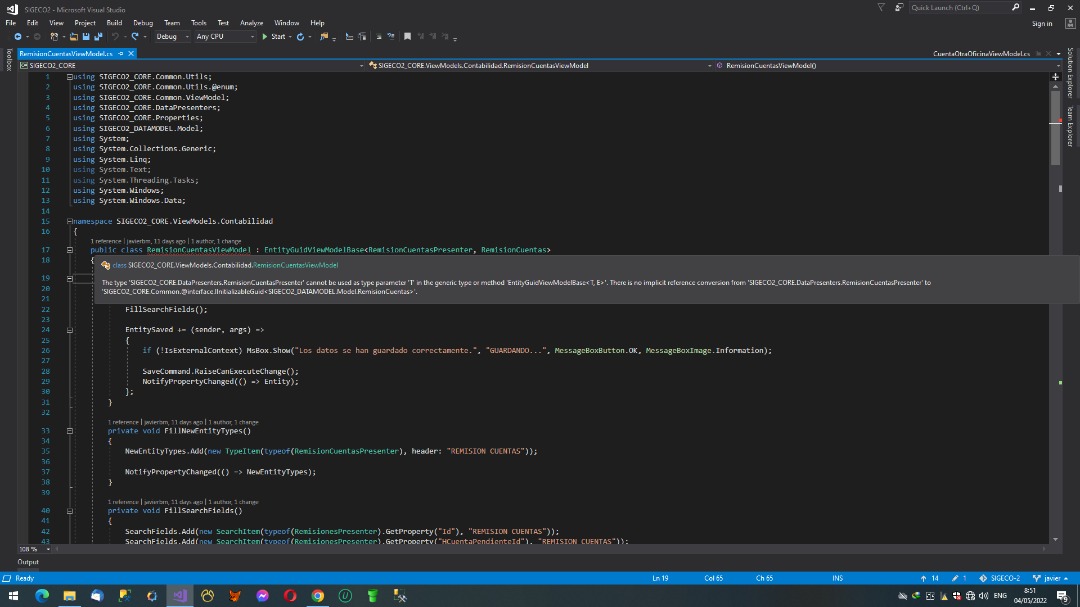 SIGECO2 - Microsoft Visual Studio
Quick Launch (Ctrl+Q)
File Edit View Project Build Debug Team Tools Test Analyze Window Help
Sign in
Debug Any CPU Start
RemisionCuentasViewModel.cs
CuentaOtraOficinaViewModel.cs
SIGECO2_CORE
SIGECO2_CORE.ViewModels.Contabilidad.RemisionCuentasViewModel
RemisionCuentasViewModel()
Toolbox
Solution Explorer
Team Explorer
1 using SIGECO2_CORE.Common.Utils;
2 using SIGECO2_CORE.Common.Utils.@enum;
3 using SIGECO2_CORE.Common.ViewModel;
4 using SIGECO2_CORE.DataPresenters;
5 using SIGECO2_CORE.Properties;
6 using SIGECO2_DATAMODEL.Model;
7 using System;
8 using System.Collections.Generic;
9 using System.Linq;
10 using System.Text;
11 using System.Threading.Tasks;
12 using System.Windows;
13 using System.Windows.Data;
14
15 namespace SIGECO2_CORE.ViewModels.Contabilidad
16 {
1 reference | javierbm, 11 days ago | 1 author, 1 change
17 public class RemisionCuentasViewModel : EntityGuidViewModelBase<RemisionCuentasPresenter, RemisionCuentas>
18 {
class SIGECO2_CORE.ViewModels.Contabilidad.RemisionCuentasViewModel
19
The type 'SIGECO2_CORE.DataPresenters.RemisionCuentasPresenter' cannot be used as type parameter 'T' in the generic type or method 'EntityGuidViewModelBase<T, E>'. There is no implicit reference conversion from 'SIGECO2_CORE.DataPresenters.RemisionCuentasPresenter' to
20
'SIGECO2_CORE.Common.@interface.IInitializableGuid<SIGECO2_DATAMODEL.Model.RemisionCuentas>'.
21
22 FillSearchFields();
23
24 EntitySaved += (sender, args) =>
25 {
26 if (!IsExternalContext) MsBox.Show("Los datos se han guardado correctamente.", "GUARDANDO...", MessageBoxButton.OK, MessageBoxImage.Information);
27
28 SaveCommand.RaiseCanExecuteChange();
29 NotifyPropertyChanged(() => Entity);
30 };
31 }
32
1 reference | javierbm, 11 days ago | 1 author, 1 change
33 private void FillNewEntityTypes()
34 {
35 NewEntityTypes.Add(new TypeItem(typeof(RemisionCuentasPresenter), header: "REMISION CUENTAS"));
36
37 NotifyPropertyChanged(() => NewEntityTypes);
38 }
39
1 reference | javierbm, 11 days ago | 1 author, 1 change
40 private void FillSearchFields()
41 {
42 SearchFields.Add(new SearchItem(typeof(RemisionesPresenter).GetProperty("Id"), "REMISION CUENTAS"));
43 SearchFields.Add(new SearchItem(typeof(RemisionesPresenter).GetProperty("HCuentaPendienteId"), "REMISION CUENTAS"));
108 %
Output
Ready Ln 19 Col 65 Ch 65 INS 14 1 SIGECO-2 javier
ENG 8:51
04/05/2022